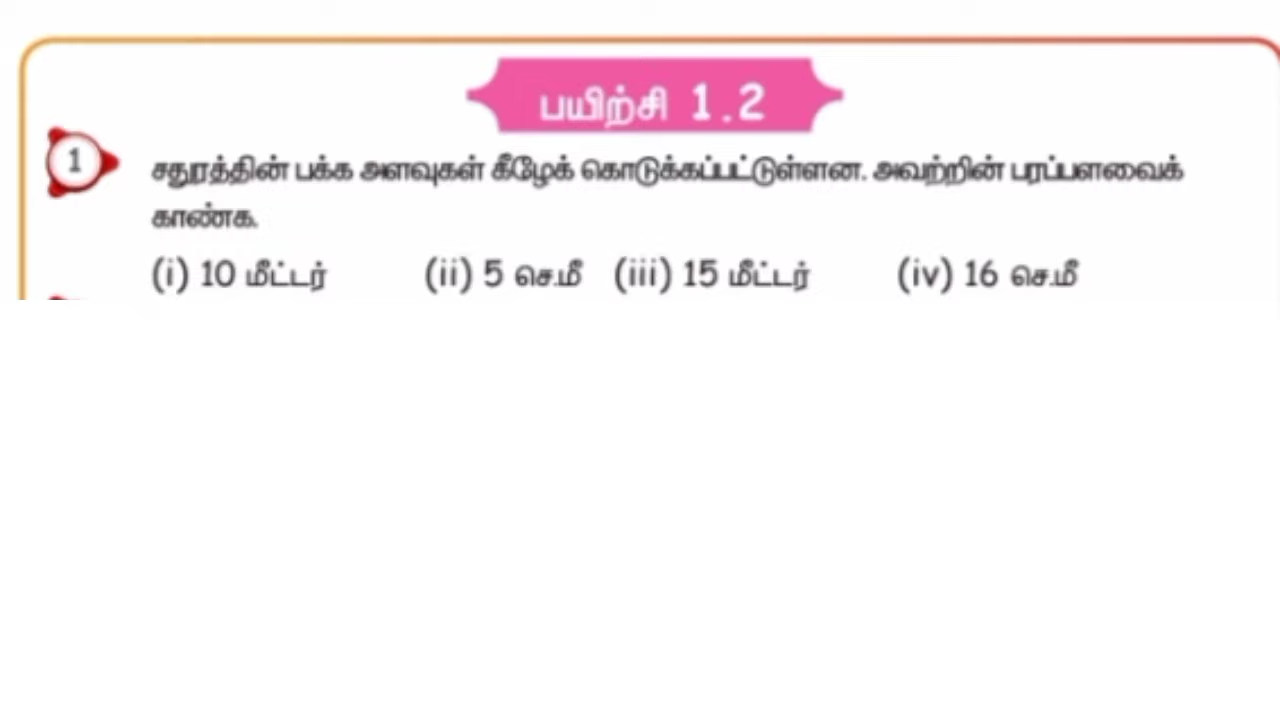 பயிற்சி 1.2
1 சதுரத்தின் பக்க அளவுகள் கீழேக் கொடுக்கப்பட்டுள்ளன. அவற்றின் பரப்பளவைக்
காண்க.
(i) 10 மீட்டர் (ii) 5 செ.மீ (iii) 15 மீட்டர் (iv) 16 செ.மீ